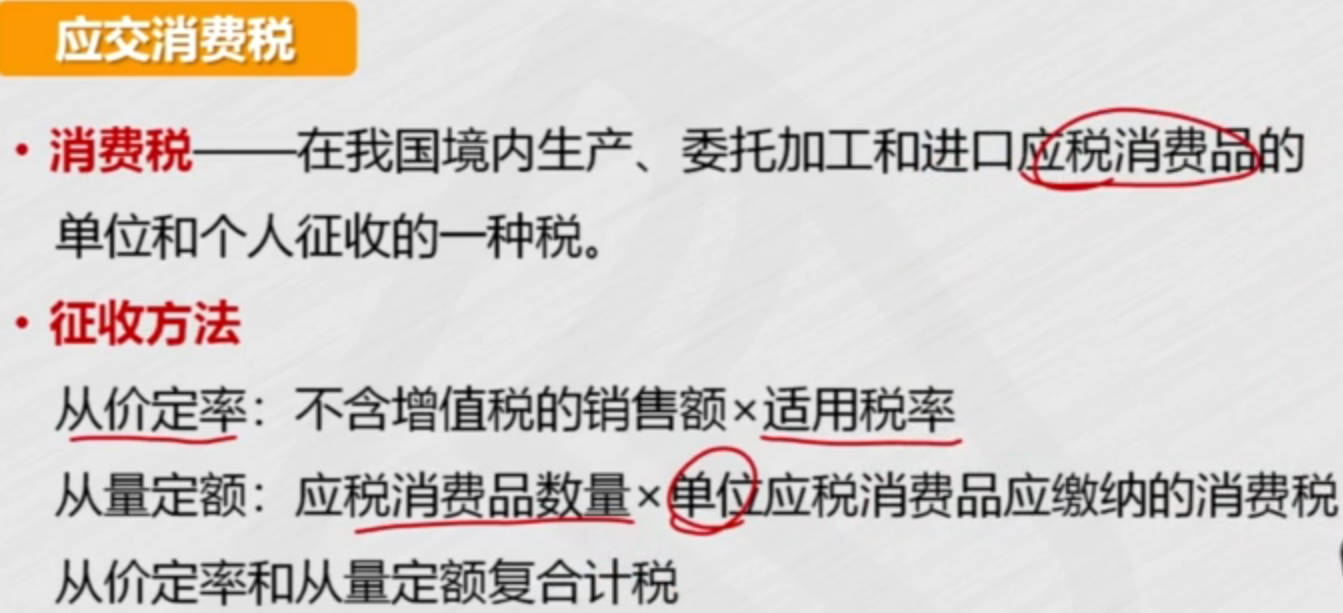 应交消费税
• 消费税——在我国境内生产、委托加工和进口应税消费品的
单位和个人征收的一种税。
• 征收方法
从价定率：不含增值税的销售额×适用税率
从量定额：应税消费品数量×单位应税消费品应缴纳的消费税
从价定率和从量定额复合计税